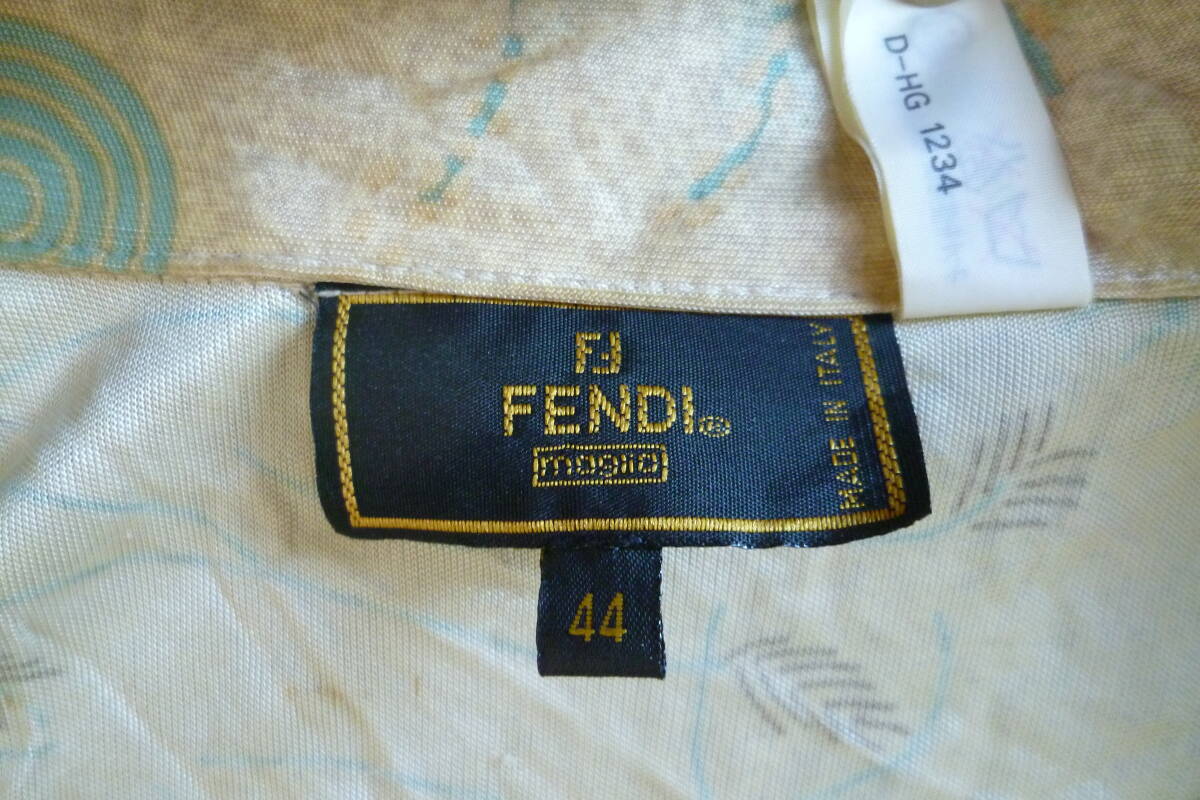 D-HG 1234
FF
FENDI®
maglia
MADE IN ITALY
44